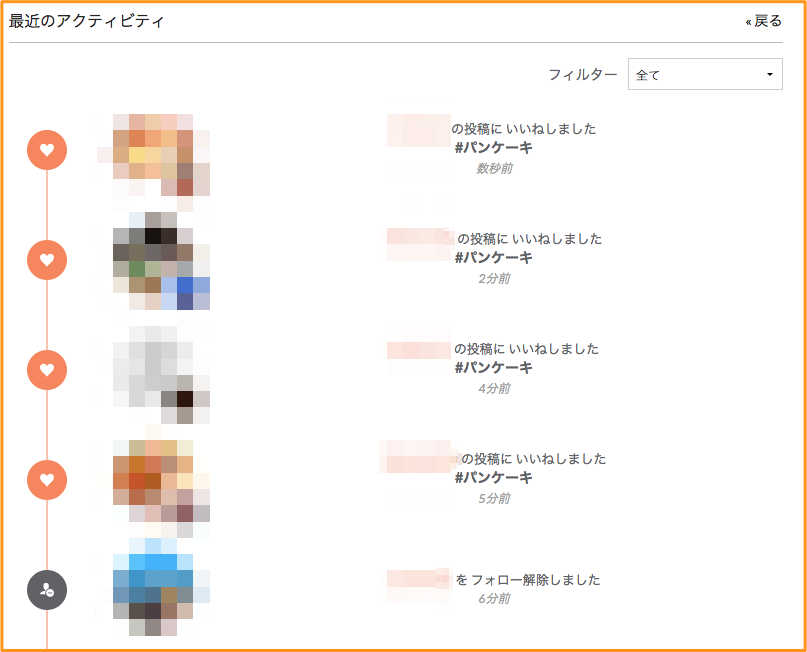 最近のアクティビティ
« 戻る
フィルター 全て
の投稿に いいねしました
#パンケーキ
数秒前
の投稿に いいねしました
#パンケーキ
2分前
の投稿に いいねしました
#パンケーキ
4分前
の投稿に いいねしました
#パンケーキ
5分前
を フォロー解除しました
6分前